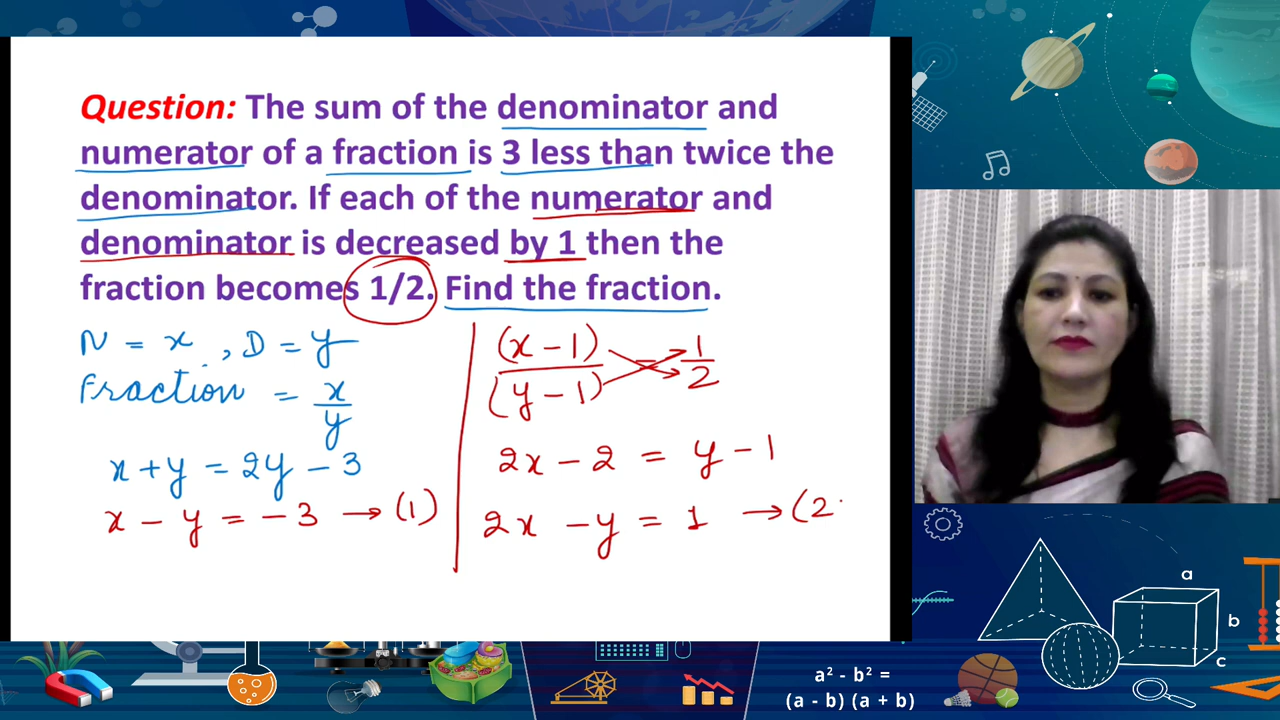 Question: The sum of the denominator and
numerator of a fraction is 3 less than twice the
denominator. If each of the numerator and
denominator is decreased by 1 then the
fraction becomes 1/2. Find the fraction.
N = x , D = y
Fraction = x/y
x + y = 2y - 3
x - y = -3 → (1)
(x - 1)/(y - 1) = 1/2
2x - 2 = y - 1
2x - y = 1 → (2
a
b
c
a² - b² =
(a - b) (a + b)